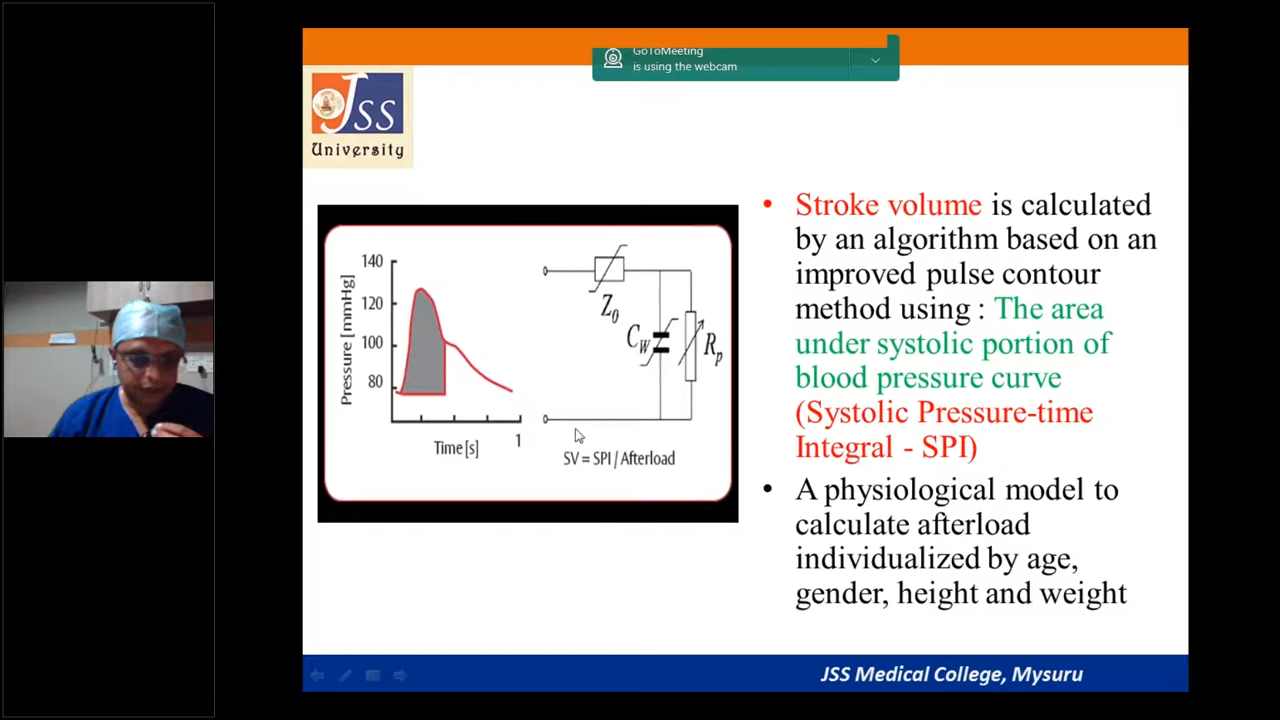 GoToMeeting
is using the webcam
JSS
University
Stroke volume is calculated
by an algorithm based on an
improved pulse contour
method using : The area
under systolic portion of
blood pressure curve
(Systolic Pressure-time
Integral - SPI)
A physiological model to
calculate afterload
individualized by age,
gender, height and weight
Pressure [mmHg]
140
120
100
80
Time [s]
1
Z0
CW
Rp
SV = SPI / Afterload
JSS Medical College, Mysuru